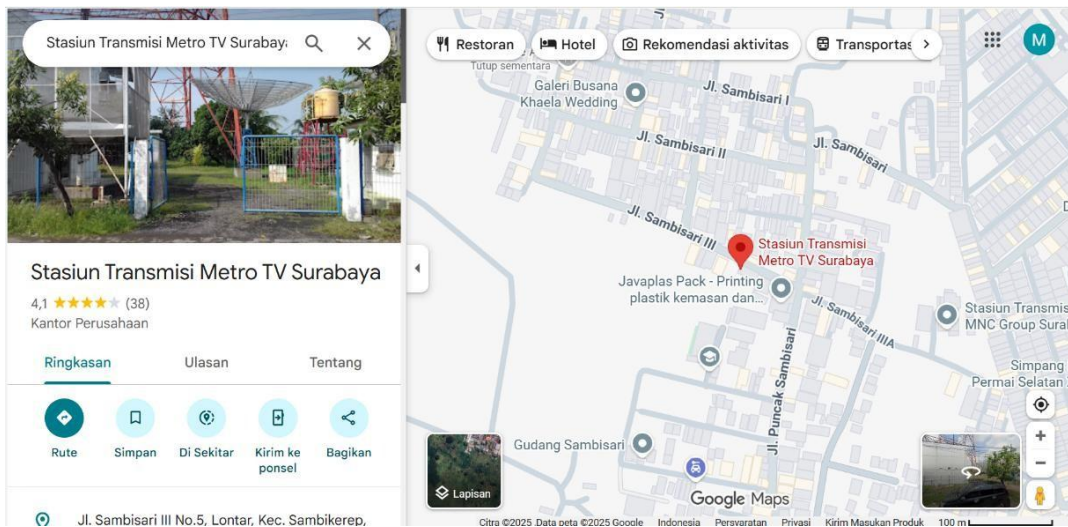 Stasiun Transmisi Metro TV Surabay
Stasiun Transmisi Metro TV Surabaya
4,1 (38)
Kantor Perusahaan
Ringkasan Ulasan Tentang
Rute Simpan Di Sekitar Kirim ke ponsel Bagikan
Jl. Sambisari III No.5, Lontar, Kec. Sambikerep,
Restoran Hotel Rekomendasi aktivitas Transportas
M
Tutup sementara
Galeri Busana
Khaela Wedding
Jl. Sambisari I
Jl. Sambisari II
Jl. Sambisari
Jl. Sambisari III
Stasiun Transmisi
Metro TV Surabaya
Javaplas Pack - Printing
plastik kemasan dan...
Jl. Sambisari IIIA
Stasiun Transmis
MNC Group Sural
Simpang
Permai Selatan
Jl. Puncak Sambisari
Gudang Sambisari
Lapisan
Google Maps
Citra ©2025 ,Data peta ©2025 Google Indonesia Persyaratan Privasi Kirim Masukan Produk 100 m